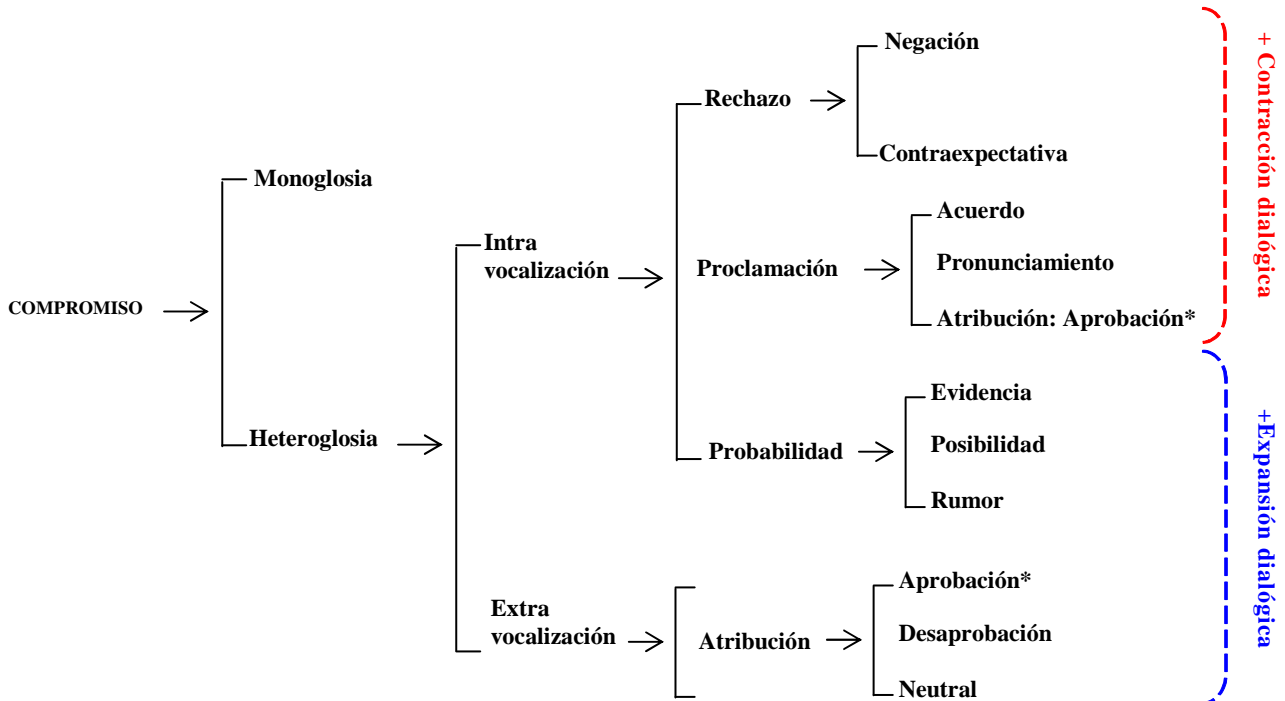 Negación
Rechazo
Contraexpectativa
Monoglosia
Acuerdo
Intra
vocalización
Proclamación
Pronunciamiento
COMPROMISO
Atribución: Aprobación*
Evidencia
Heteroglosia
Probabilidad
Posibilidad
Rumor
Aprobación*
Extra
vocalización
Atribución
Desaprobación
Neutral
+ Contracción dialógica
+Expansión dialógica